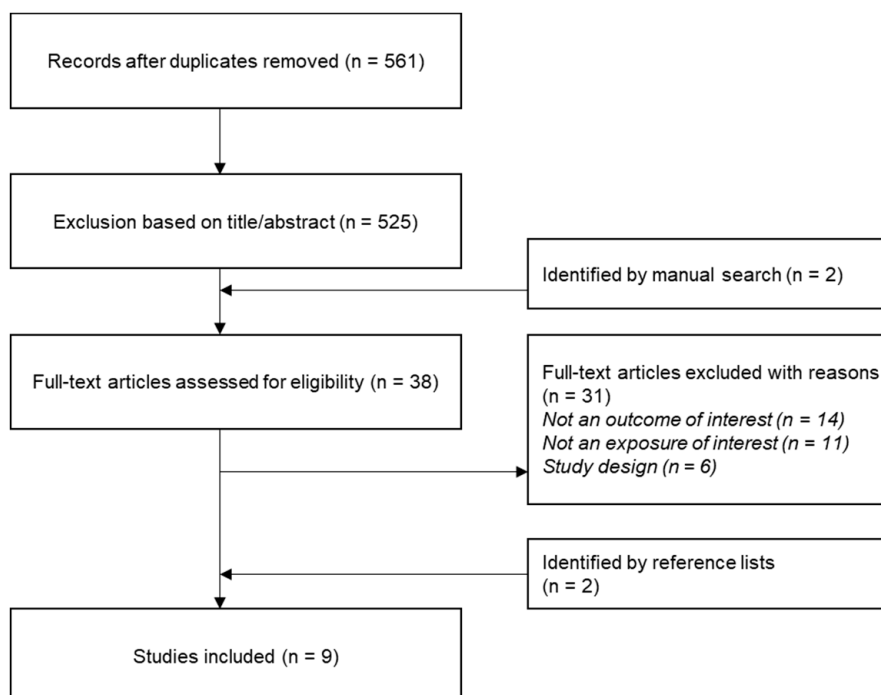 Records after duplicates removed (n = 561)
Exclusion based on title/abstract (n = 525)
Identified by manual search (n = 2)
Full-text articles assessed for eligibility (n = 38)
Full-text articles excluded with reasons
(n = 31)
Not an outcome of interest (n = 14)
Not an exposure of interest (n = 11)
Study design (n = 6)
Identified by reference lists
(n = 2)
Studies included (n = 9)